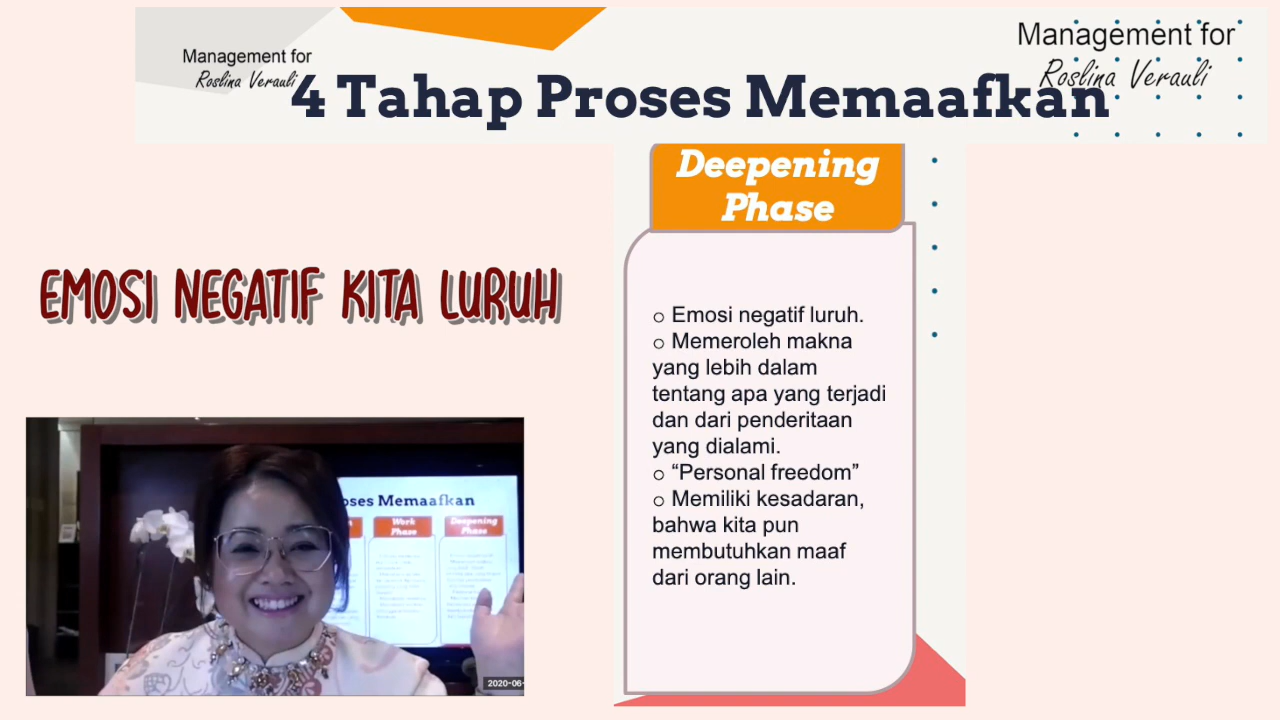 Management for
Roslina Verauli
Management for
Roslina Verauli
4 Tahap Proses Memaafkan
Deepening
Phase
EMOSI NEGATIF KITA LURUH
o Emosi negatif luruh.
o Memeroleh makna
yang lebih dalam
tentang apa yang terjadi
dan dari penderitaan
yang dialami.
o “Personal freedom”
o Memiliki kesadaran,
bahwa kita pun
membutuhkan maaf
dari orang lain.
Memaafkan
Work
Phase
Deepening
Phase
2020-06-